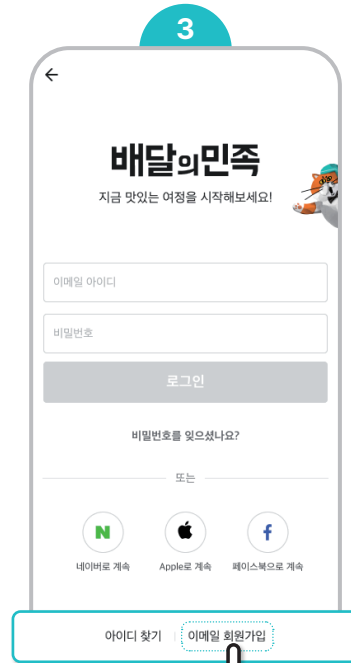 3
배달의민족
지금 맛있는 여정을 시작해보세요!
이메일 아이디
비밀번호
로그인
비밀번호를 잊으셨나요?
또는
N
f
네이버로 계속
Apple로 계속
페이스북으로 계속
아이디 찾기
이메일 회원가입